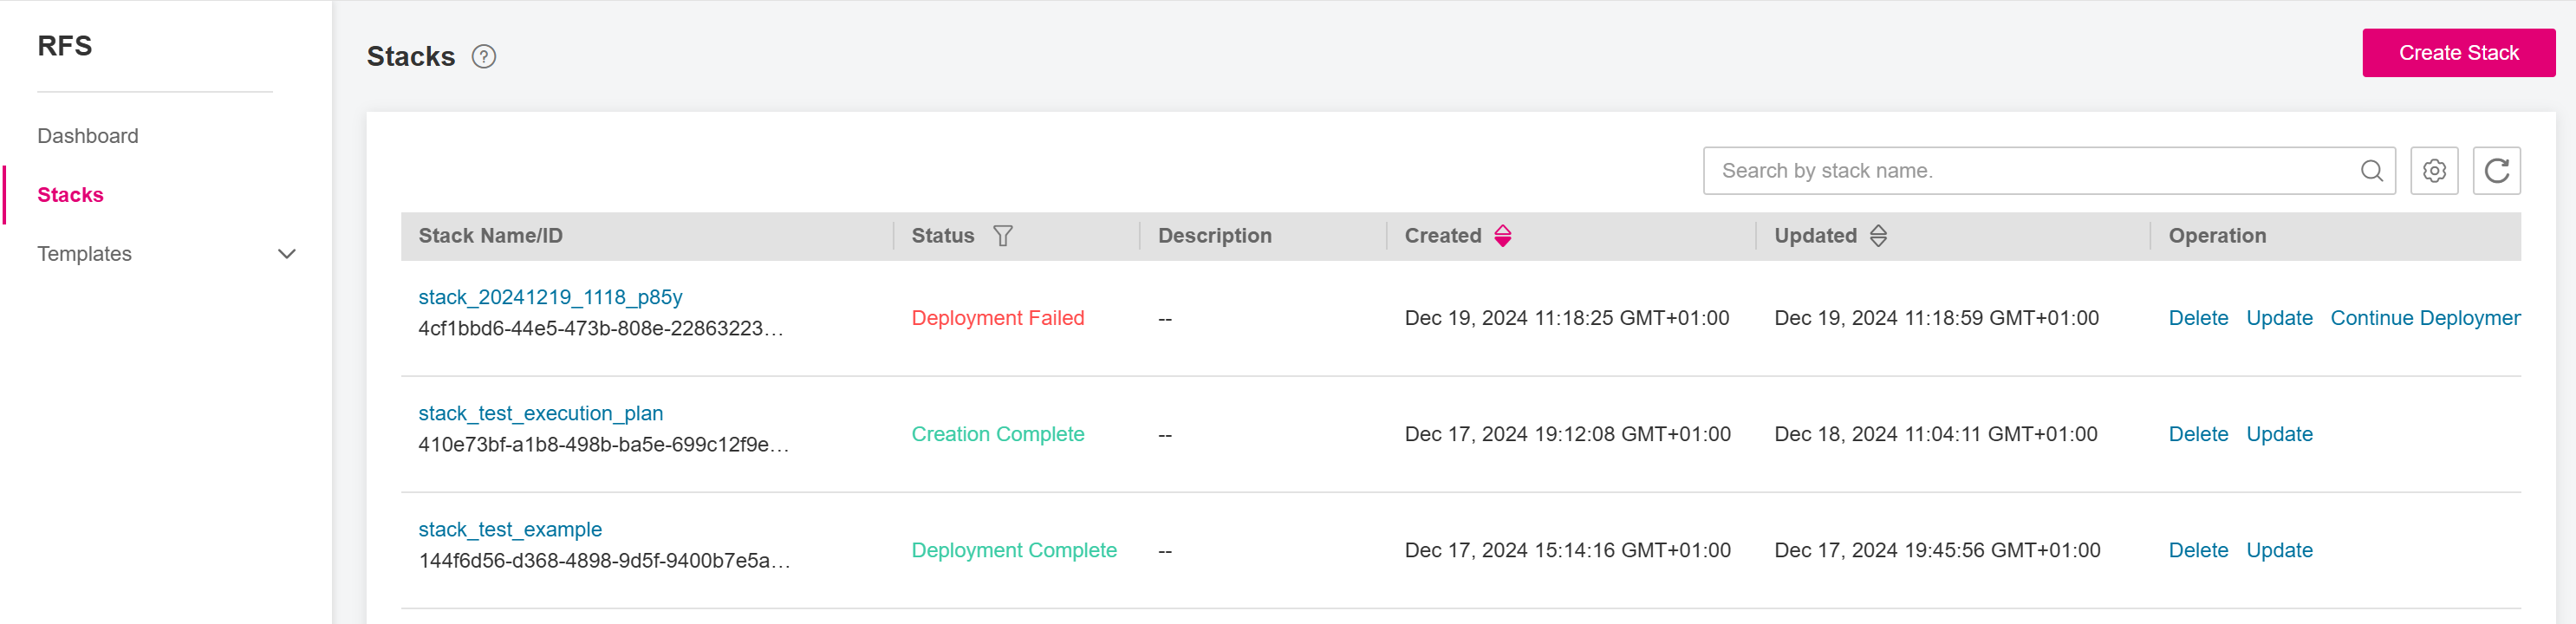 RFS
Dashboard
Stacks
Templates
Stacks ?
Create Stack
Search by stack name.
Stack Name/ID Status Description Created Updated Operation
stack_20241219_1118_p85y
4cf1bbd6-44e5-473b-808e-22863223...
Deployment Failed -- Dec 19, 2024 11:18:25 GMT+01:00 Dec 19, 2024 11:18:59 GMT+01:00 Delete Update Continue Deploymer
stack_test_execution_plan
410e73bf-a1b8-498b-ba5e-699c12f9e...
Creation Complete -- Dec 17, 2024 19:12:08 GMT+01:00 Dec 18, 2024 11:04:11 GMT+01:00 Delete Update
stack_test_example
144f6d56-d368-4898-9d5f-9400b7e5a...
Deployment Complete -- Dec 17, 2024 15:14:16 GMT+01:00 Dec 17, 2024 19:45:56 GMT+01:00 Delete Update